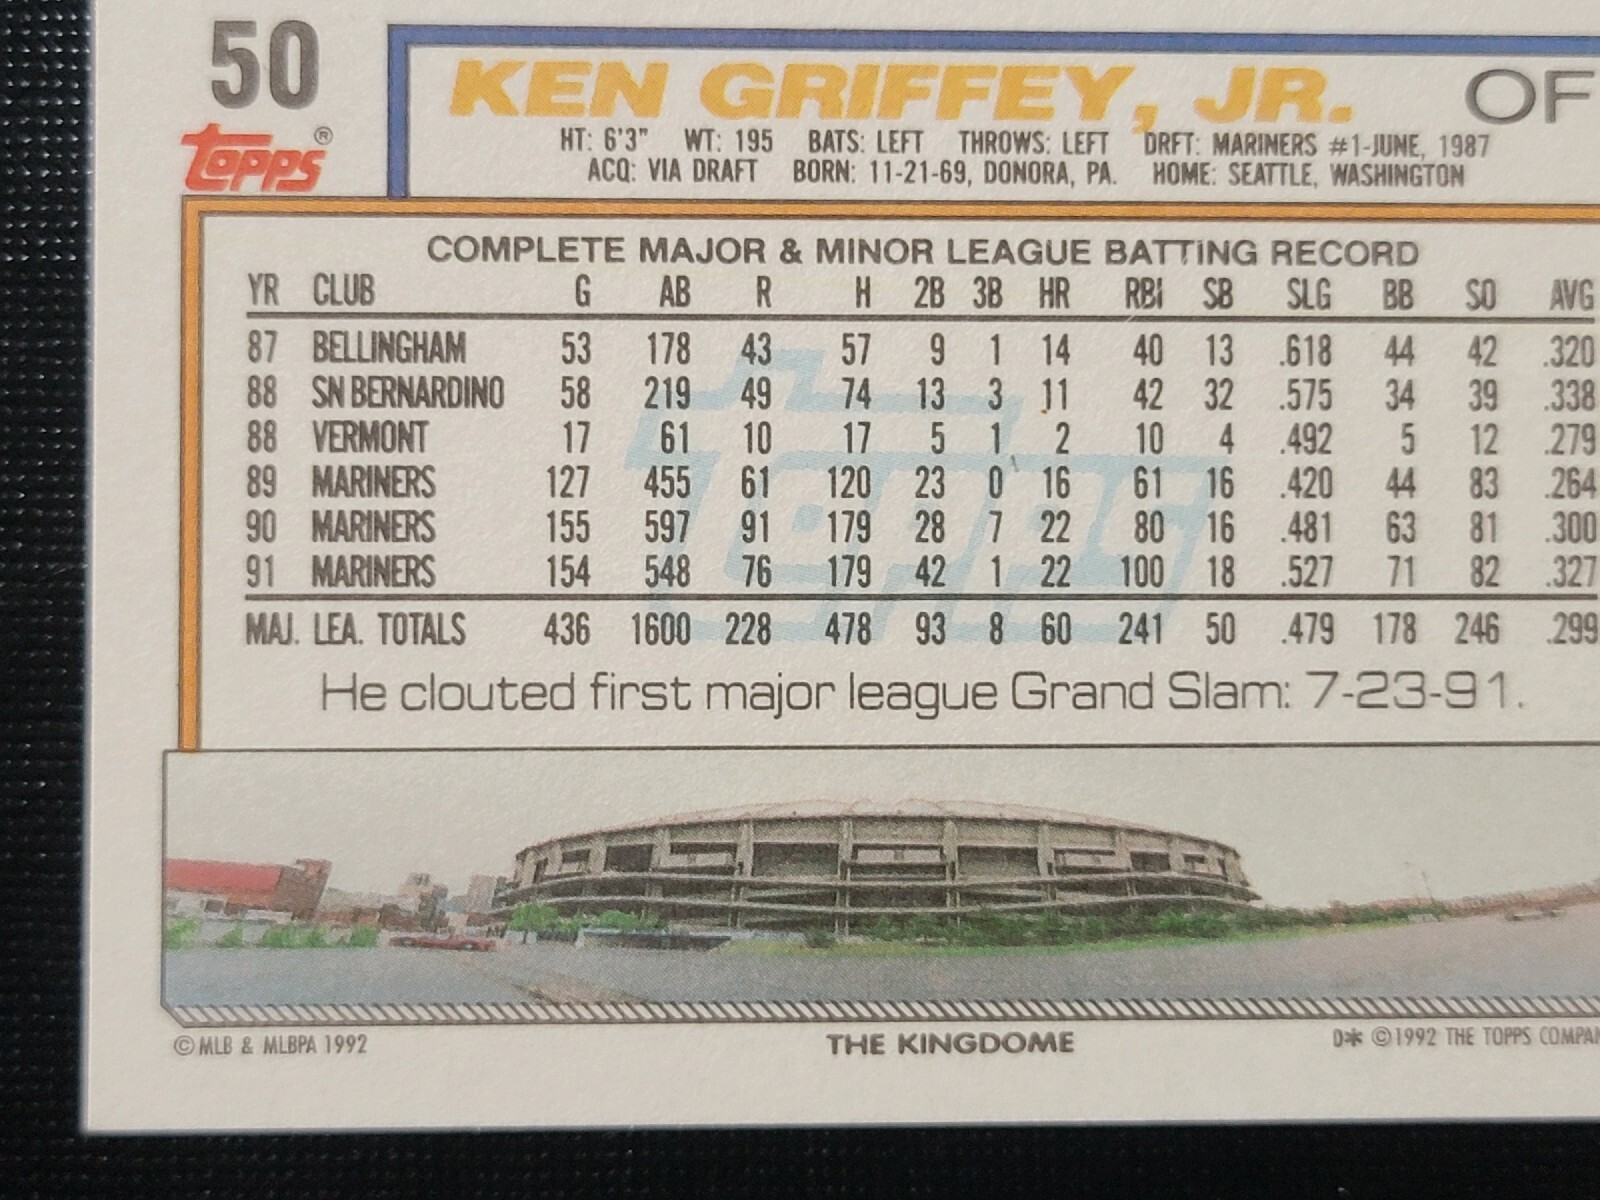 50
KEN GRIFFEY, JR. OF
Topps®
HT: 6'3" WT: 195 BATS: LEFT THROWS: LEFT DRFT: MARINERS #1-JUNE, 1987
ACQ: VIA DRAFT BORN: 11-21-69, DONORA, PA. HOME: SEATTLE, WASHINGTON
COMPLETE MAJOR & MINOR LEAGUE BATTING RECORD
YR CLUB G AB R H 2B 3B HR RBI SB SLG BB SO AVG
87 BELLINGHAM 53 178 43 57 9 1 14 40 13 .618 44 42 .320
88 SN BERNARDINO 58 219 49 74 13 3 11 42 32 .575 34 39 .338
88 VERMONT 17 61 10 17 5 1 2 10 4 .492 5 12 .279
89 MARINERS 127 455 61 120 23 0 16 61 16 .420 44 83 .264
90 MARINERS 155 597 91 179 28 7 22 80 16 .481 63 81 .300
91 MARINERS 154 548 76 179 42 1 22 100 18 .527 71 82 .327
MAJ. LEA. TOTALS 436 1600 228 478 93 8 60 241 50 .479 178 246 .299
Topps
He clouted first major league Grand Slam: 7-23-91.
© MLB & MLBPA 1992 THE KINGDOME D* © 1992 THE TOPPS COMPAN